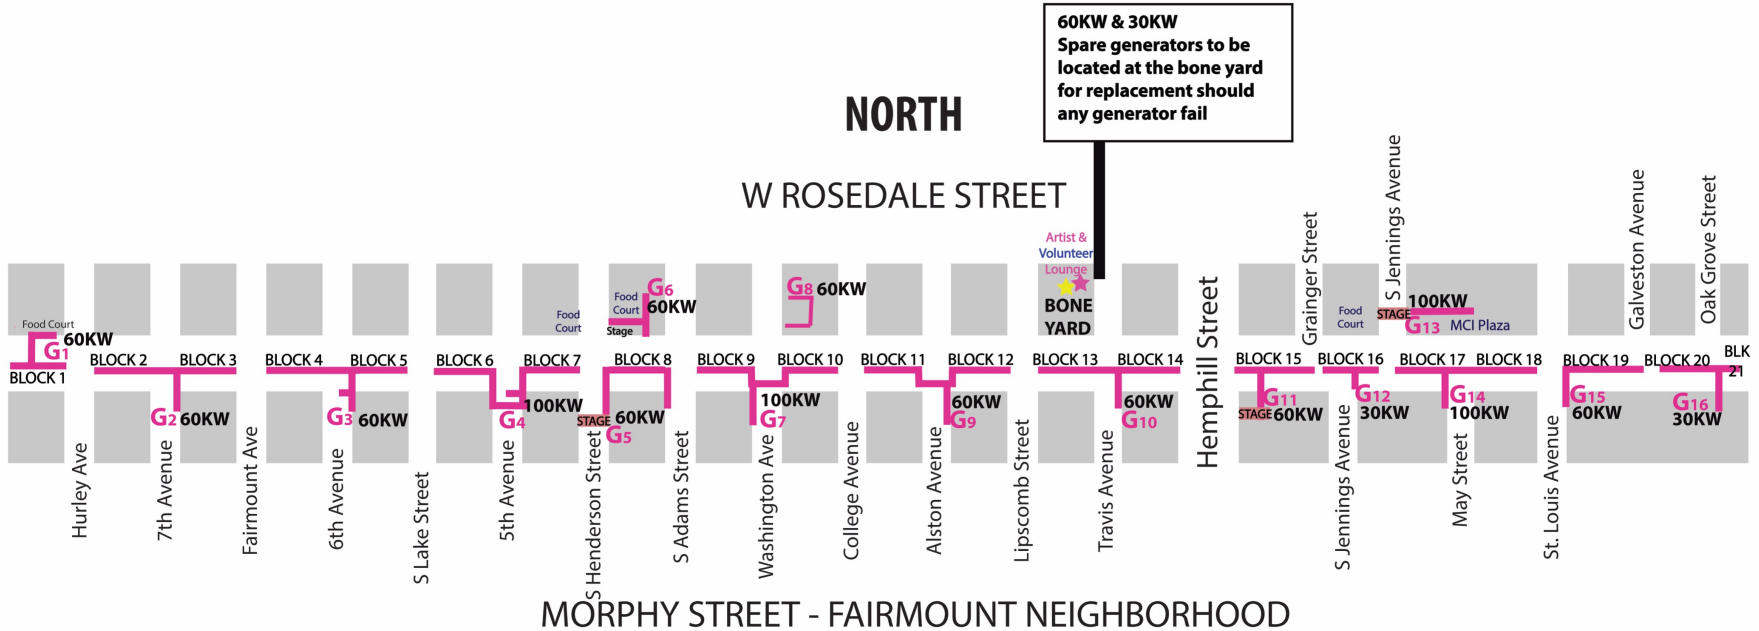 60KW & 30KW
Spare generators to be
located at the bone yard
for replacement should
any generator fail
NORTH
W ROSEDALE STREET
Artist &
Volunteer
Lounge
BONE
YARD
Food Court
60KW
G1
BLOCK 1
BLOCK 2
BLOCK 3
G2
60KW
BLOCK 4
BLOCK 5
G3
60KW
BLOCK 6
Food
Court
BLOCK 7
100KW
G4
Food
Court
Stage
G6
60KW
BLOCK 8
STAGE
60KW
G5
BLOCK 9
G8
60KW
BLOCK 10
100KW
G7
BLOCK 11
BLOCK 12
60KW
G9
BLOCK 13
BLOCK 14
60KW
G10
BLOCK 15
G11
STAGE
60KW
Food
Court
BLOCK 16
G12
30KW
100KW
STAGE
G13
MCI Plaza
BLOCK 17
BLOCK 18
G14
100KW
BLOCK 19
G15
60KW
BLOCK 20
G16
30KW
BLK
21
Hurley Ave
7th Avenue
Fairmount Ave
6th Avenue
S Lake Street
5th Avenue
S Henderson Street
S Adams Street
Washington Ave
College Avenue
Alston Avenue
Lipscomb Street
Travis Avenue
Hemphill Street
Grainger Street
S Jennings Avenue
S Jennings Avenue
May Street
St. Louis Avenue
Galveston Avenue
Oak Grove Street
MORPHY STREET - FAIRMOUNT NEIGHBORHOOD